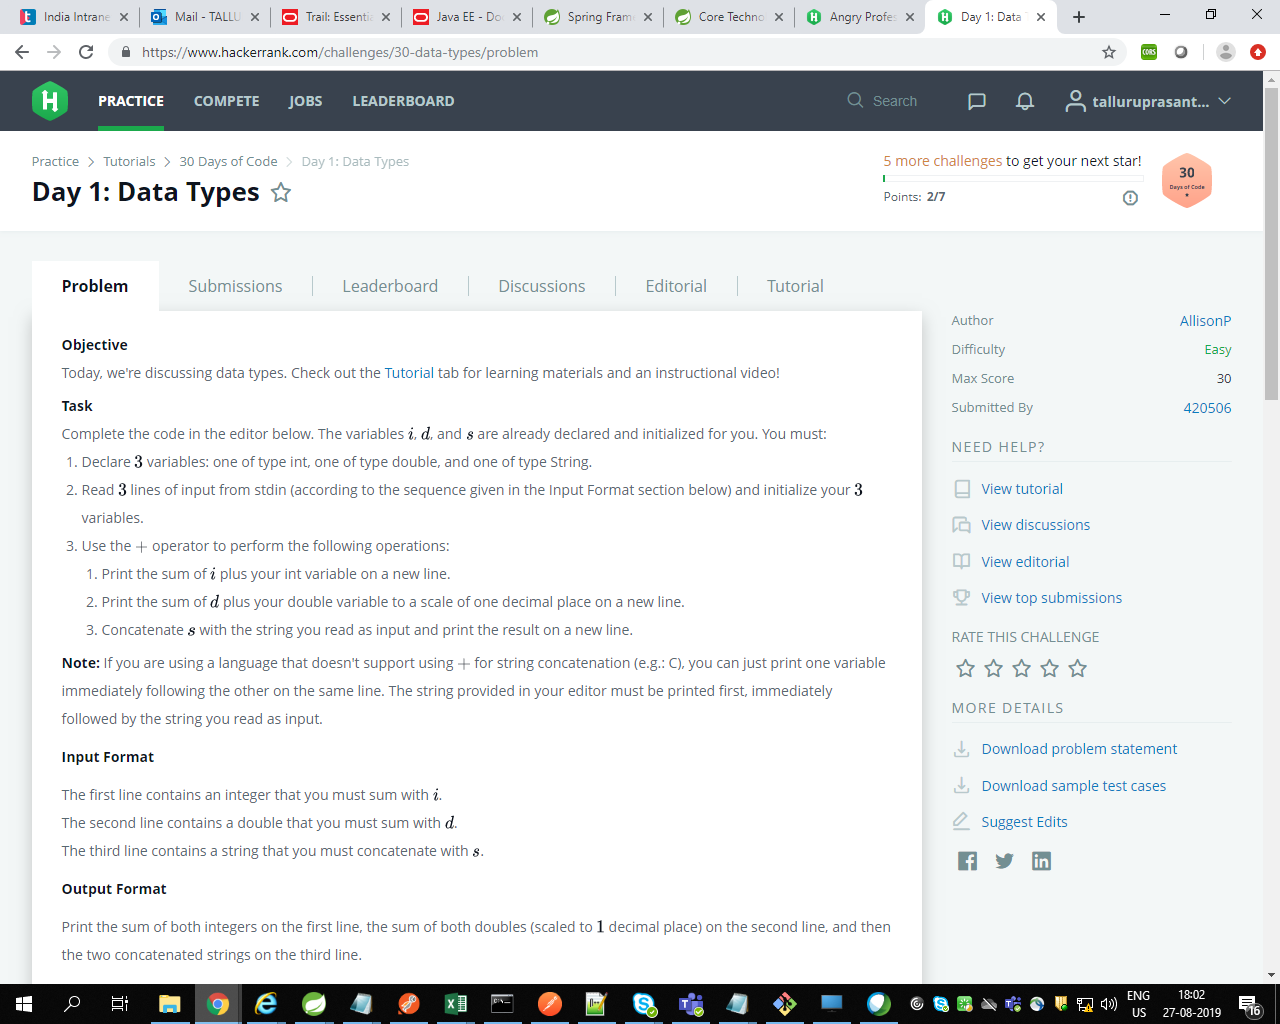 India Intrane
Mail - TALLU
Trail: Essentia
Java EE - Do
Spring Fram
Core Techno
Angry Profes
Day 1: Data
https://www.hackerrank.com/challenges/30-data-types/problem
CORS
H
PRACTICE
COMPETE
JOBS
LEADERBOARD
Search
talluruprasant...
Practice > Tutorials > 30 Days of Code > Day 1: Data Types
Day 1: Data Types
5 more challenges to get your next star!
Points: 2/7
30
Days of Code
Problem
Submissions
Leaderboard
Discussions
Editorial
Tutorial
Objective
Today, we're discussing data types. Check out the Tutorial tab for learning materials and an instructional video!
Task
Complete the code in the editor below. The variables i, d, and s are already declared and initialized for you. You must:
1. Declare 3 variables: one of type int, one of type double, and one of type String.
2. Read 3 lines of input from stdin (according to the sequence given in the Input Format section below) and initialize your 3
variables.
3. Use the + operator to perform the following operations:
1. Print the sum of i plus your int variable on a new line.
2. Print the sum of d plus your double variable to a scale of one decimal place on a new line.
3. Concatenate s with the string you read as input and print the result on a new line.
Note: If you are using a language that doesn't support using + for string concatenation (e.g.: C), you can just print one variable
immediately following the other on the same line. The string provided in your editor must be printed first, immediately
followed by the string you read as input.
Input Format
The first line contains an integer that you must sum with i.
The second line contains a double that you must sum with d.
The third line contains a string that you must concatenate with s.
Output Format
Print the sum of both integers on the first line, the sum of both doubles (scaled to 1 decimal place) on the second line, and then
the two concatenated strings on the third line.
Author AllisonP
Difficulty Easy
Max Score 30
Submitted By 420506
NEED HELP?
View tutorial
View discussions
View editorial
View top submissions
RATE THIS CHALLENGE
MORE DETAILS
Download problem statement
Download sample test cases
Suggest Edits
ENG
US
18:02
27-08-2019
16